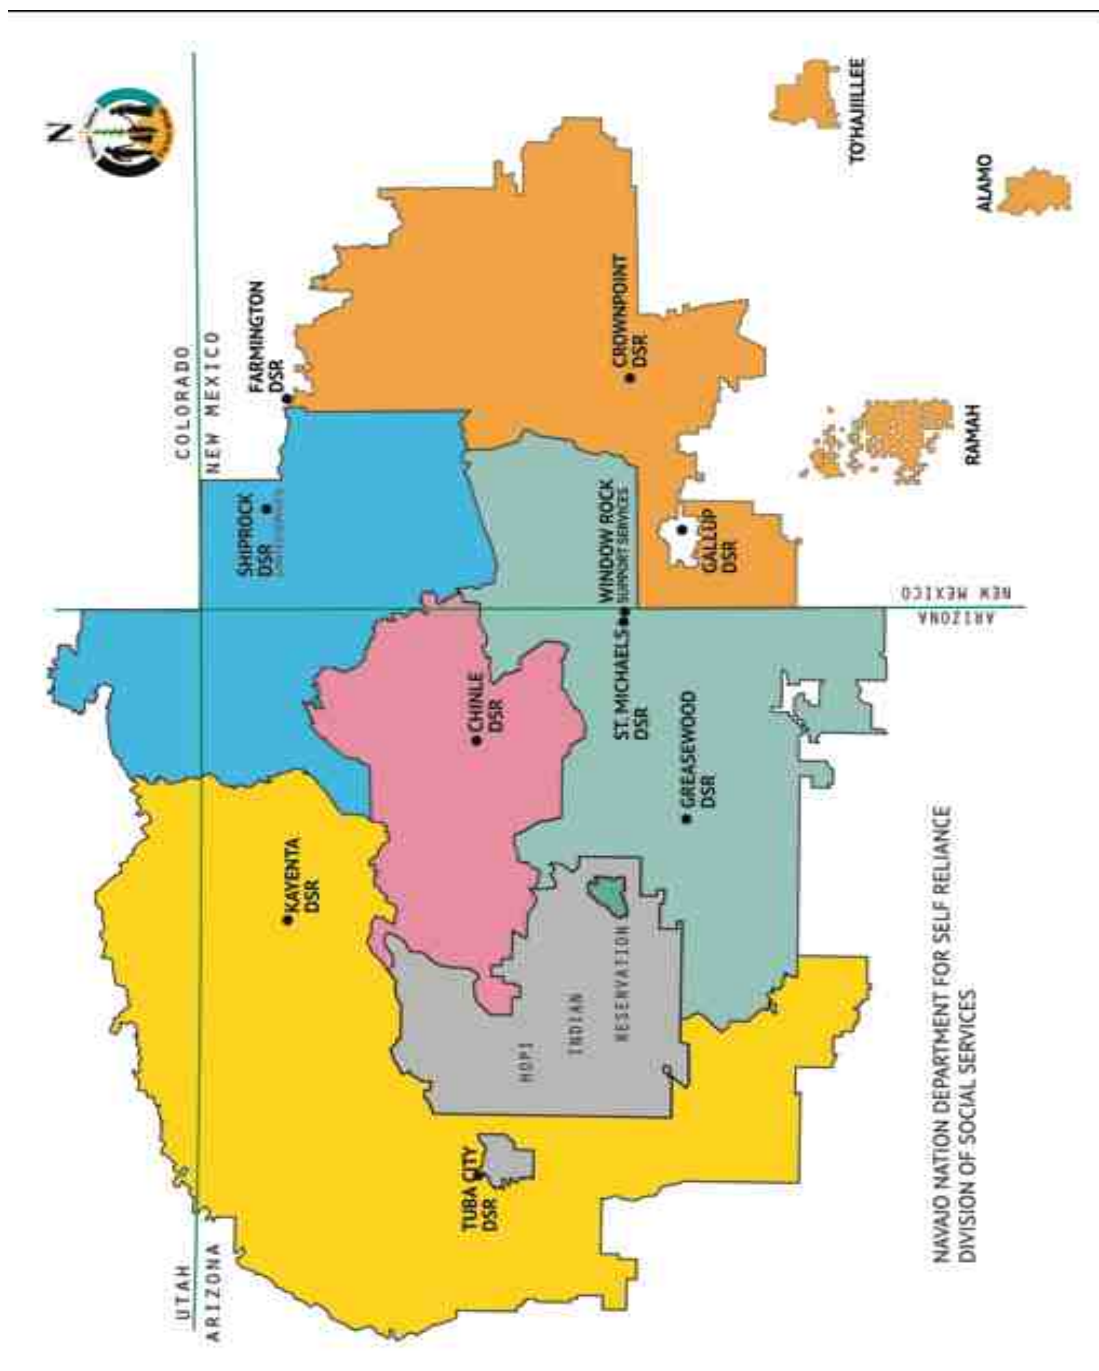 N
COLORADO
NEW MEXICO
UTAH
ARIZONA
FARMINGTON
DSR
SHIPROCK
DSR
KAYENTA
DSR
TUBA CITY
DSR
CHINLE
DSR
CROWNPOINT
DSR
WINDOW ROCK
SUPPORT SERVICES
ST. MICHAELS
DSR
GALLUP
DSR
GREASEWOOD
DSR
HOPI
INDIAN
RESERVATION
NEW MEXICO
ARIZONA
TO'HAJIILLEE
ALAMO
RAMAH
NAVAJO NATION DEPARTMENT FOR SELF RELIANCE
DIVISION OF SOCIAL SERVICES